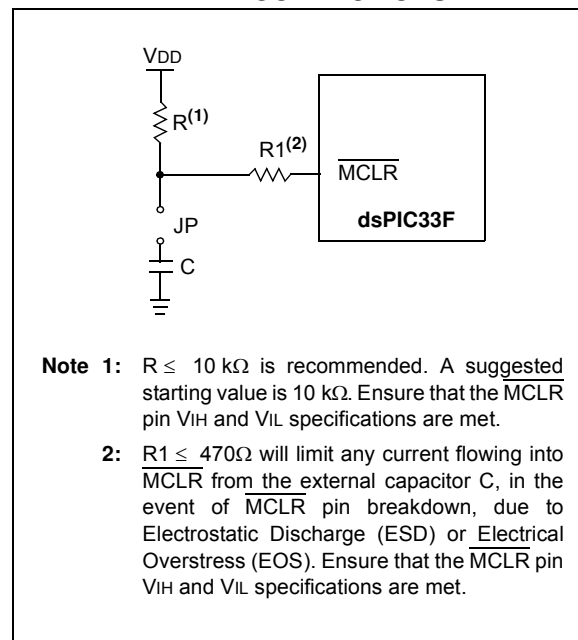 VDD
R(1)
R1(2)
MCLR
dsPIC33F
JP
C
Note 1: R ≤ 10 kΩ is recommended. A suggested
starting value is 10 kΩ. Ensure that the MCLR
pin VIH and VIL specifications are met.
2: R1 ≤ 470Ω will limit any current flowing into
MCLR from the external capacitor C, in the
event of MCLR pin breakdown, due to
Electrostatic Discharge (ESD) or Electrical
Overstress (EOS). Ensure that the MCLR pin
VIH and VIL specifications are met.